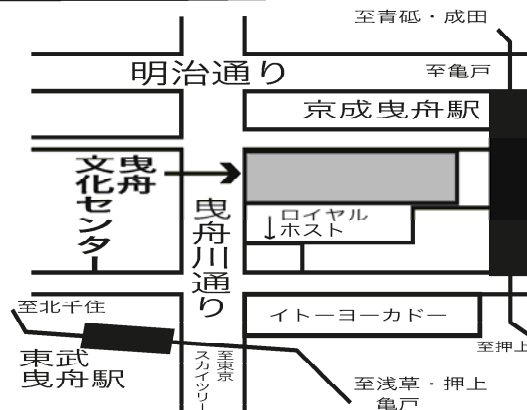 至青砥・成田
明治通り
至亀戸
京成曳舟駅
曳舟
文化センター
曳舟川通り
ロイヤル
ホスト
至北千住
イトーヨーカドー
至押上
東武
曳舟駅
至東京
スカイツリー
至浅草・押上
亀戸